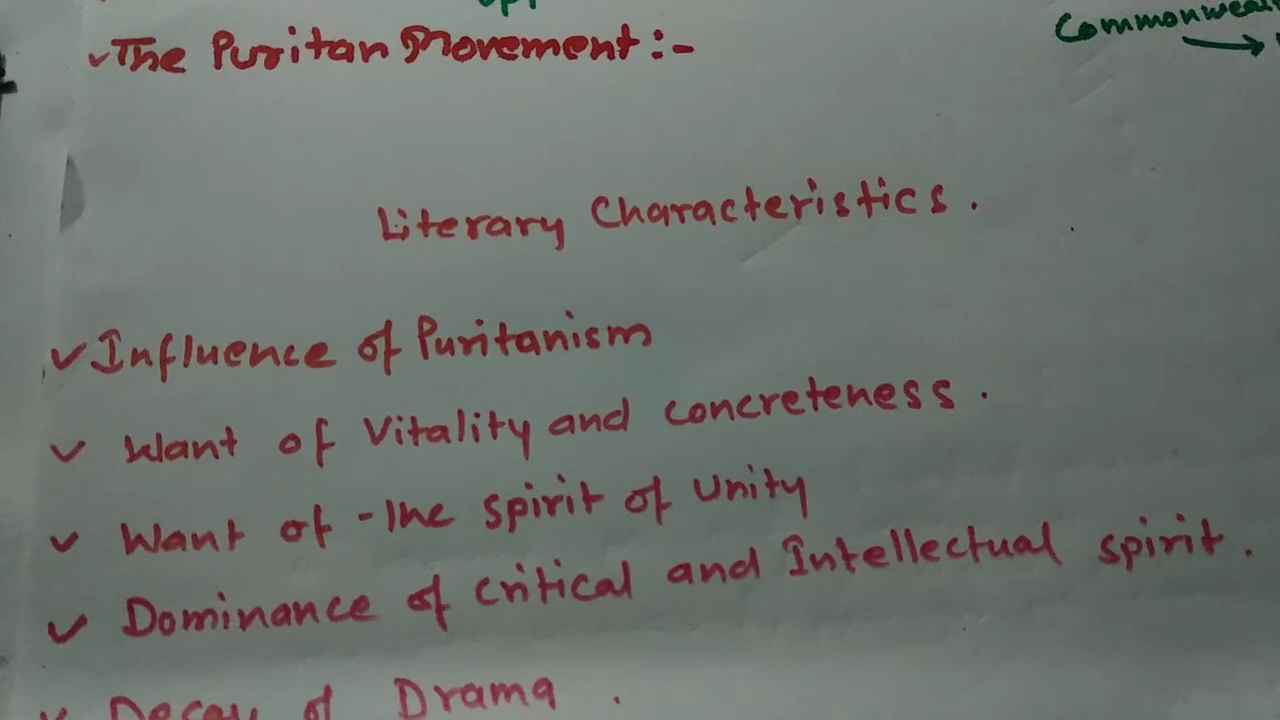 Commonweal
✓The Puritan Movement:-
Literary Characteristics.
✓ Influence of Puritanism
✓ Want of Vitality and concreteness.
✓ Want of the spirit of Unity
✓ Dominance of critical and Intellectual spirit.
✓ Decay of Drama.